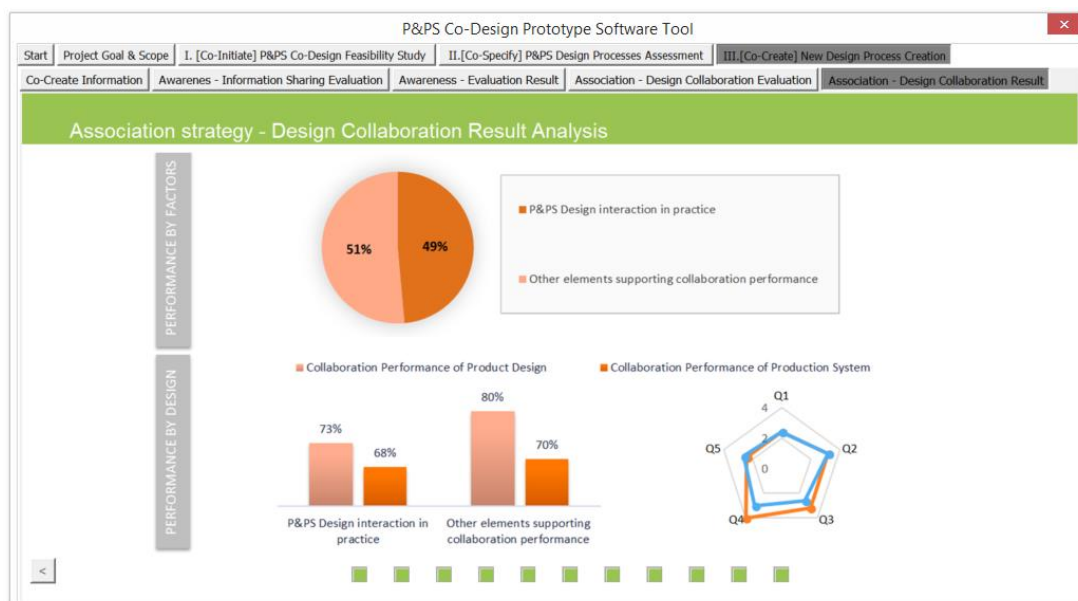 P&PS Co-Design Prototype Software Tool
×
Start
Project Goal & Scope
I. [Co-Initiate] P&PS Co-Design Feasibility Study
II.[Co-Specify] P&PS Design Processes Assessment
III.[Co-Create] New Design Process Creation
Co-Create Information
Awarenes - Information Sharing Evaluation
Awareness - Evaluation Result
Association - Design Collaboration Evaluation
Association - Design Collaboration Result
Association strategy - Design Collaboration Result Analysis
PERFORMANCE BY FACTORS
51%
49%
P&PS Design interaction in practice
Other elements supporting collaboration performance
PERFORMANCE BY DESIGN
Collaboration Performance of Product Design
Collaboration Performance of Production System
73%
68%
80%
70%
P&PS Design interaction in
practice
Other elements supporting
collaboration performance
Q1
Q2
Q3
Q4
Q5
4
2
0
<